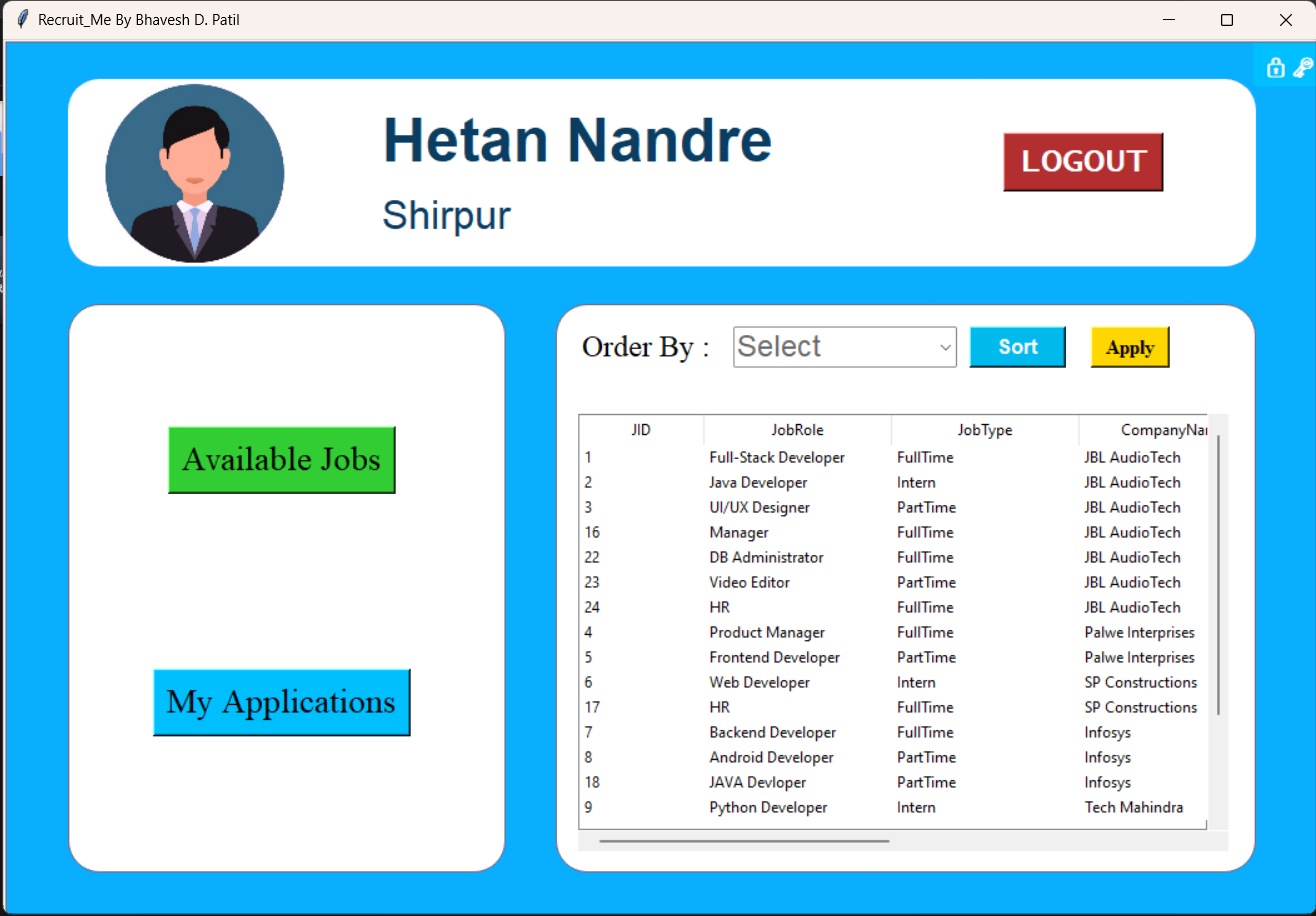 Recruit_Me By Bhavesh D. Patil
Hetan Nandre
Shirpur
LOGOUT
Available Jobs
My Applications
Order By : Select Sort Apply
JID JobRole JobType CompanyNar
1 Full-Stack Developer FullTime JBL AudioTech
2 Java Developer Intern JBL AudioTech
3 UI/UX Designer PartTime JBL AudioTech
16 Manager FullTime JBL AudioTech
22 DB Administrator FullTime JBL AudioTech
23 Video Editor PartTime JBL AudioTech
24 HR FullTime JBL AudioTech
4 Product Manager FullTime Palwe Interprises
5 Frontend Developer PartTime Palwe Interprises
6 Web Developer Intern SP Constructions
17 HR FullTime SP Constructions
7 Backend Developer FullTime Infosys
8 Android Developer PartTime Infosys
18 JAVA Devloper PartTime Infosys
9 Python Developer Intern Tech Mahindra